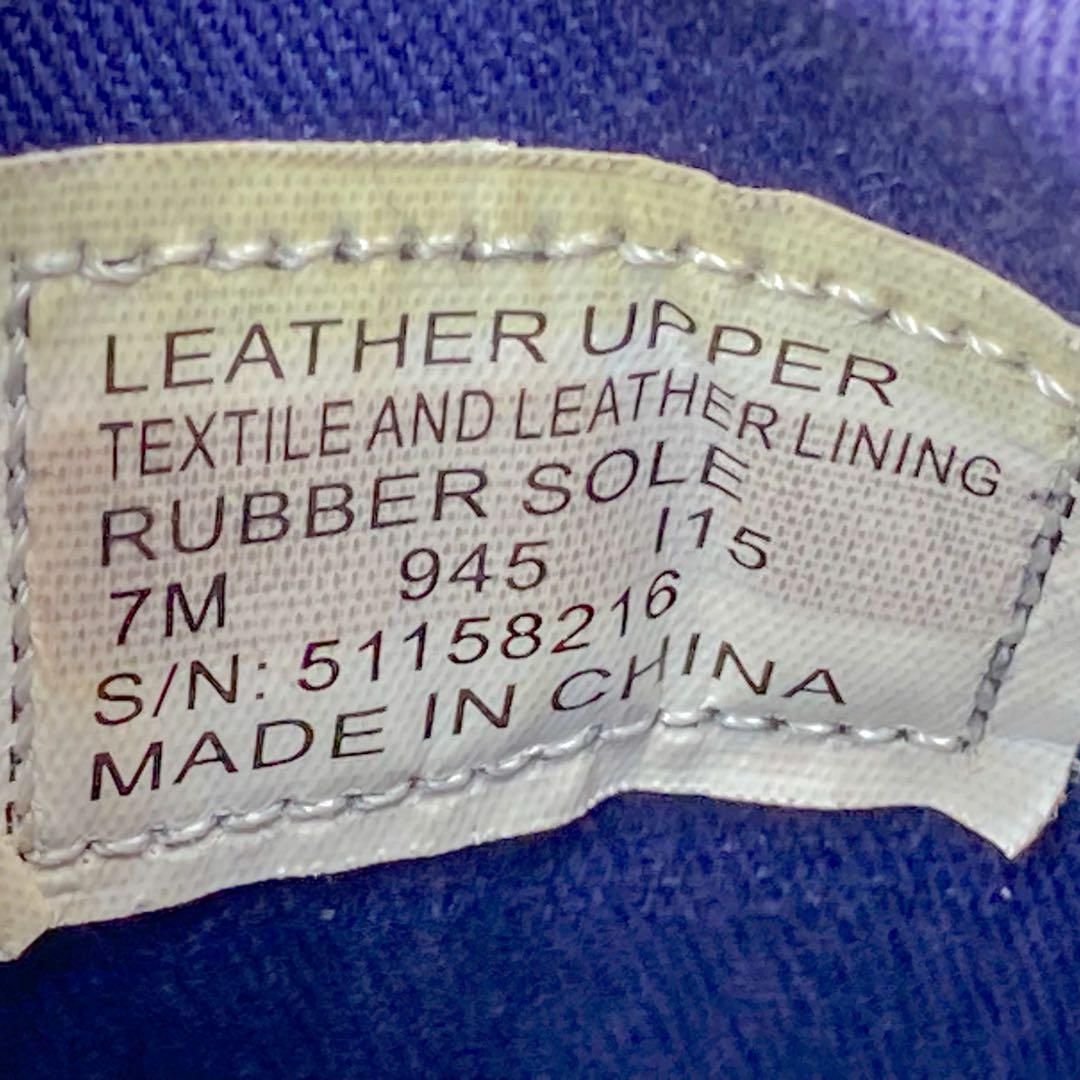 LEATHER UPPER
TEXTILE AND LEATHER LINING
RUBBER SOLE
7M 945 I15
S/N: 51158216
MADE IN CHINA